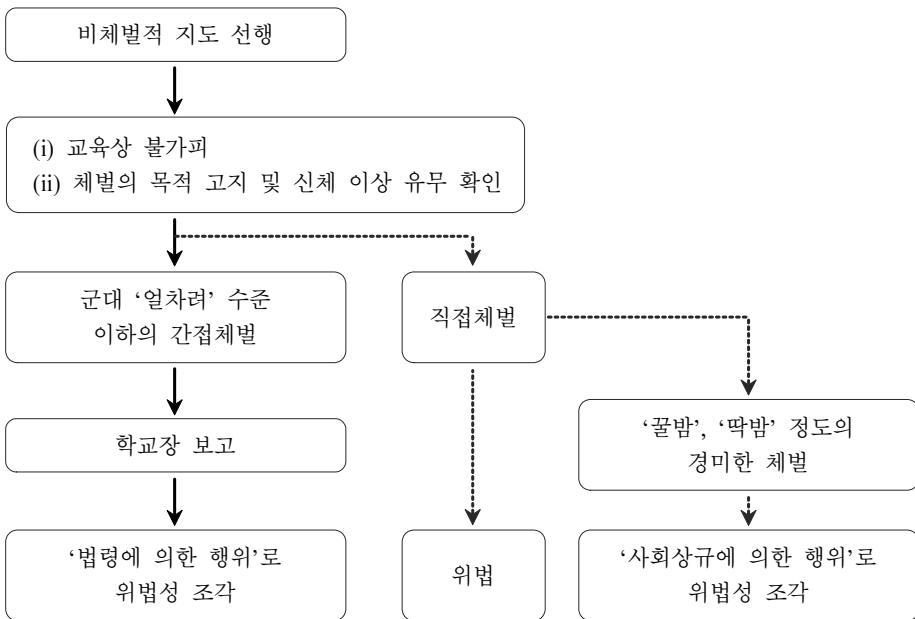 비체벌적 지도 선행
(i) 교육상 불가피
(ii) 체벌의 목적 고지 및 신체 이상 유무 확인
군대 ‘얼차려’ 수준
이하의 간접체벌
직접체벌
학교장 보고
‘꿀밤’, ‘딱밤’ 정도의
경미한 체벌
‘법령에 의한 행위’로
위법성 조각
위법
‘사회상규에 의한 행위’로
위법성 조각